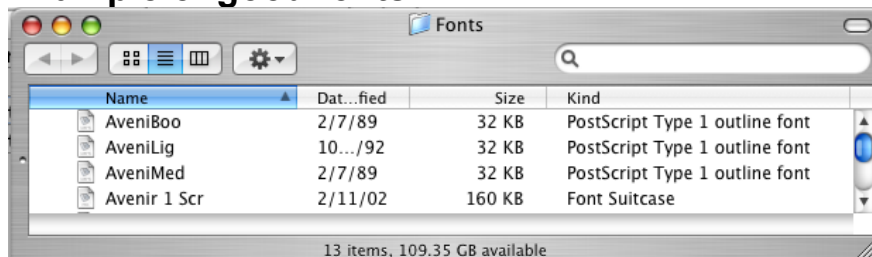 Fonts
Name Dat...fied Size Kind
AveniBoo 2/7/89 32 KB PostScript Type 1 outline font
AveniLig 10.../92 32 KB PostScript Type 1 outline font
AveniMed 2/7/89 32 KB PostScript Type 1 outline font
Avenir 1 Scr 2/11/02 160 KB Font Suitcase
13 items, 109.35 GB available